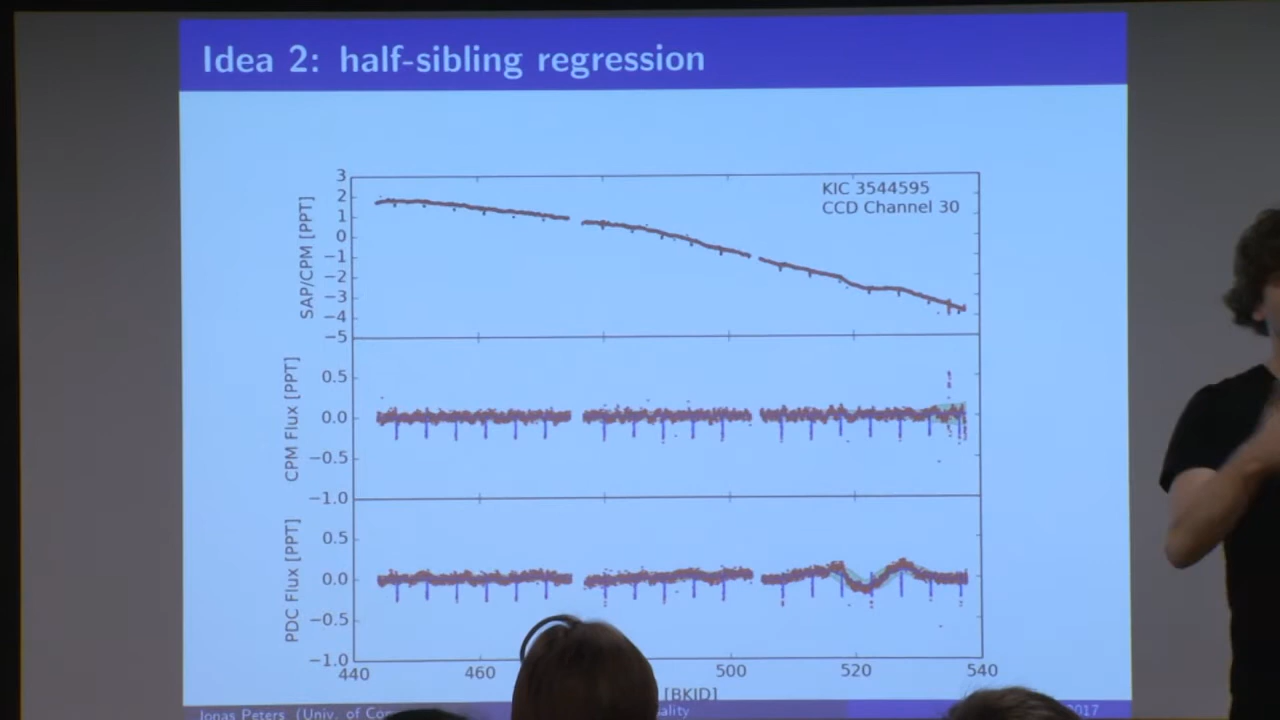 Idea 2: half-sibling regression
KIC 3544595
CCD Channel 30
SAP/CPM [PPT]
3
2
1
0
−1
−2
−3
−4
−5
CPM Flux [PPT]
0.5
0.0
−0.5
−1.0
PDC Flux [PPT]
0.5
0.0
−0.5
−1.0
440 460 500 520 540
[BKJD]
Jonas Peters (Univ. of 2017